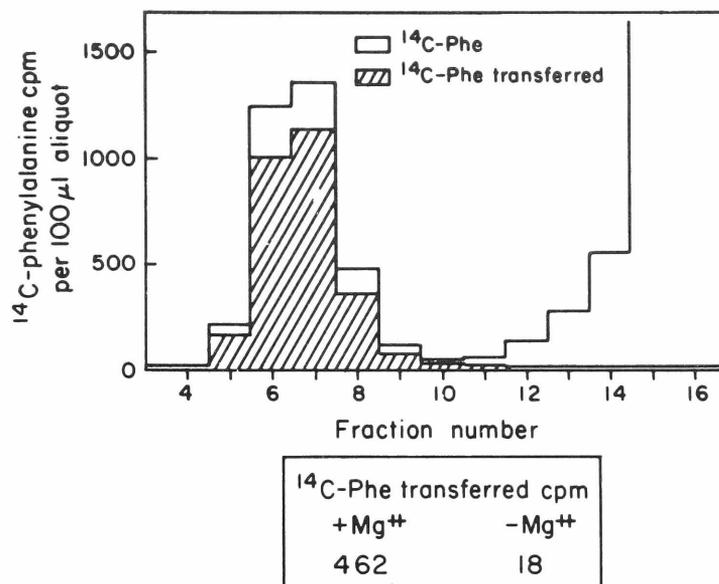 ¹⁴C-phenylalanine cpm
per 100 μl aliquot
1500
1000
500
0
¹⁴C-Phe
¹⁴C-Phe transferred
4 6 8 10 12 14 16
Fraction number
¹⁴C-Phe transferred cpm
+Mg⁺⁺ -Mg⁺⁺
462 18